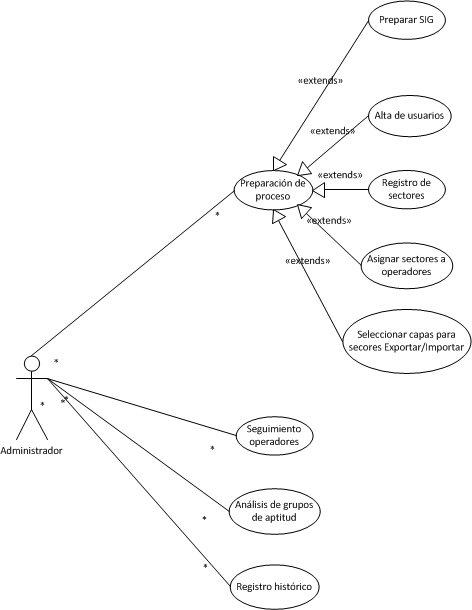 Preparar SIG
«extends»
Alta de usuarios
«extends»
Preparación de
proceso
«extends»
Registro de
sectores
*
«extends»
Asignar sectores a
operadores
«extends»
Seleccionar capas para
secores Exportar/Importar
*
*
*
*
Administrador
Seguimiento
operadores
*
Análisis de grupos
de aptitud
*
*
Registro histórico